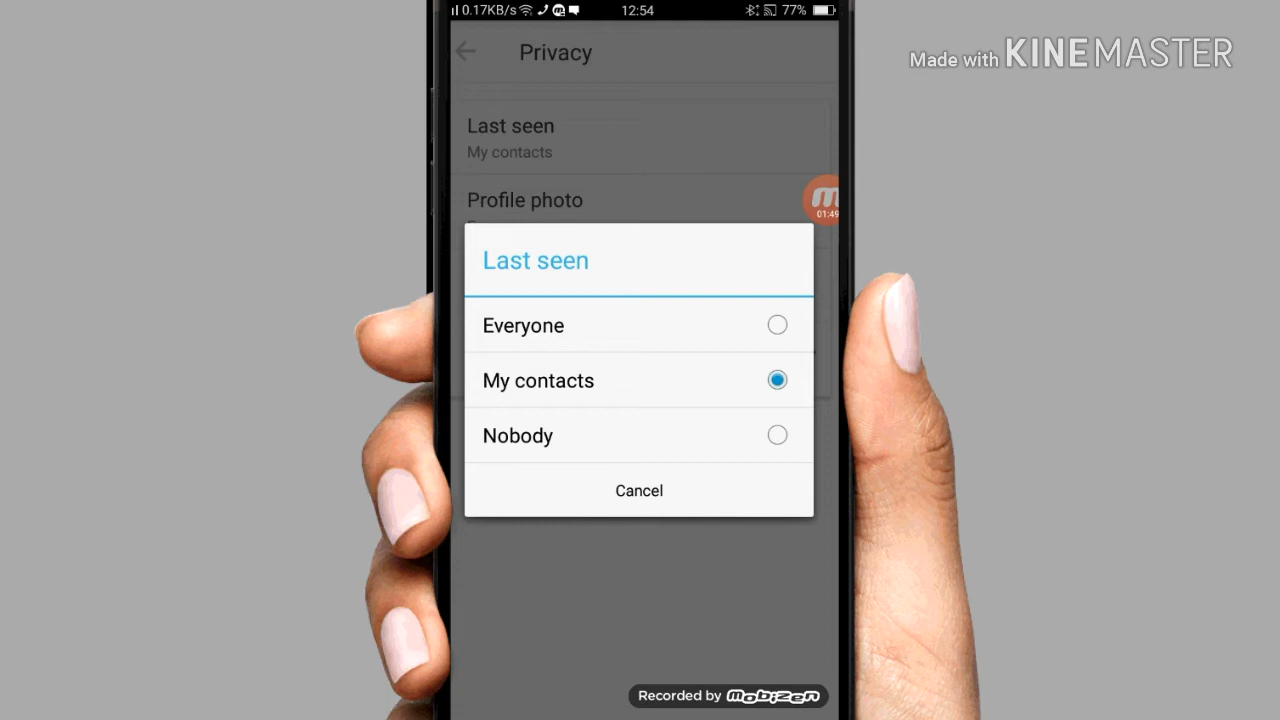 0.17KB/s 12:54 77%
Made with KINEMASTER
Privacy
Last seen
My contacts
Profile photo
01:49
Last seen
Everyone
My contacts
Nobody
Cancel
Recorded by mobizen